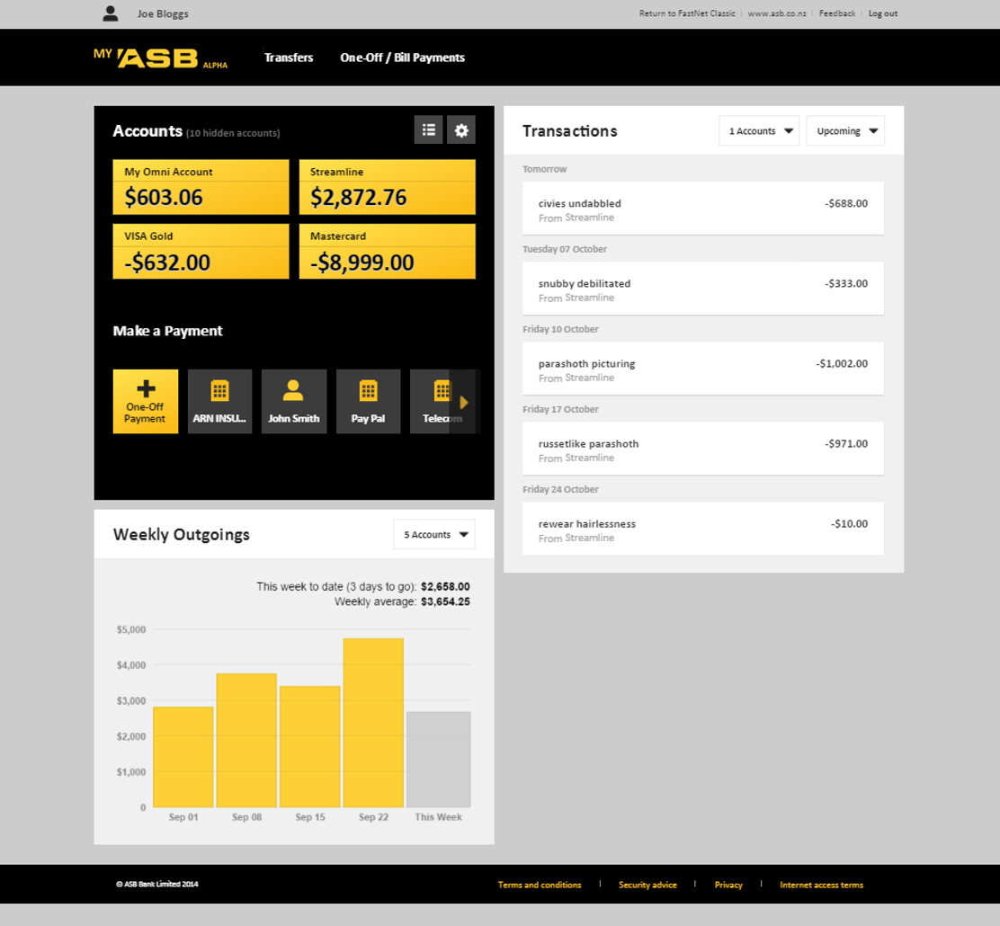 Joe Bloggs
Return to FastNet Classic
www.asb.co.nz
Feedback
Log out
MY ASB ALPHA
Transfers
One-Off / Bill Payments
Accounts (10 hidden accounts)
My Omni Account
$603.06
Streamline
$2,872.76
VISA Gold
-$632.00
Mastercard
-$8,999.00
Make a Payment
One-Off
Payment
ARN INSU...
John Smith
Pay Pal
Telecom
Weekly Outgoings
5 Accounts
This week to date (3 days to go): $2,658.00
Weekly average: $3,654.25
$5,000
$4,000
$3,000
$2,000
$1,000
0
Sep 01
Sep 08
Sep 15
Sep 22
This Week
Transactions
1 Accounts
Upcoming
Tomorrow
civies undabbled
-$688.00
From Streamline
Tuesday 07 October
snubby debilitated
-$333.00
From Streamline
Friday 10 October
parashoth picturing
-$1,002.00
From Streamline
Friday 17 October
russetlike parashoth
-$971.00
From Streamline
Friday 24 October
rewear hairlessness
-$10.00
From Streamline
© ASB Bank Limited 2014
Terms and conditions
Security advice
Privacy
Internet access terms